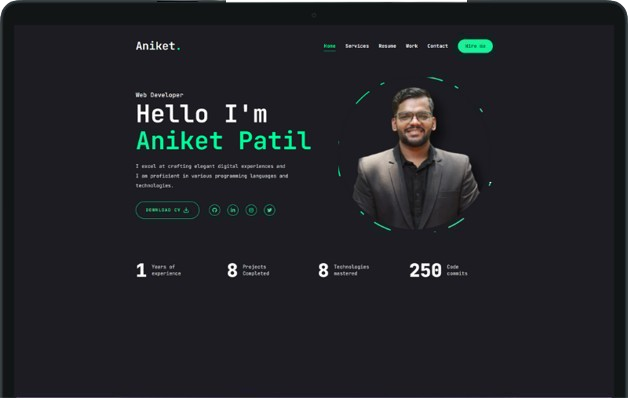 Aniket.
Home Services Resume Work Contact Hire Us
Web Developer
Hello I'm
Aniket Patil
I excel at crafting elegant digital experiences and
I am proficient in various programming languages and
technologies.
DOWNLOAD CV
1 Years of
experience
8 Projects
Completed
8 Technologies
mastered
250 Code
commits